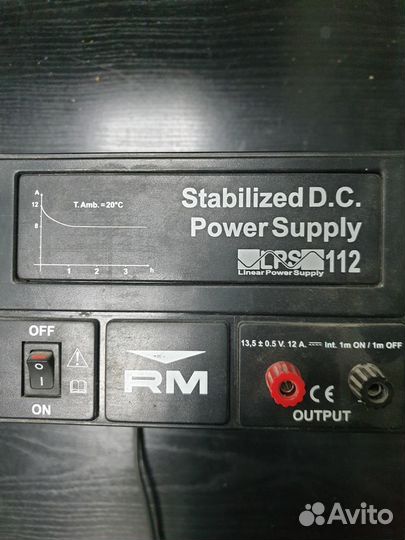 A
12
8
T. Amb. = 20°C
1 2 3 h
Stabilized D.C.
Power Supply
LPS 112
Linear Power Supply
OFF
ON
RM
13,5 ± 0.5 V. 12 A. Int. 1m ON / 1m OFF
CE
OUTPUT
Avito